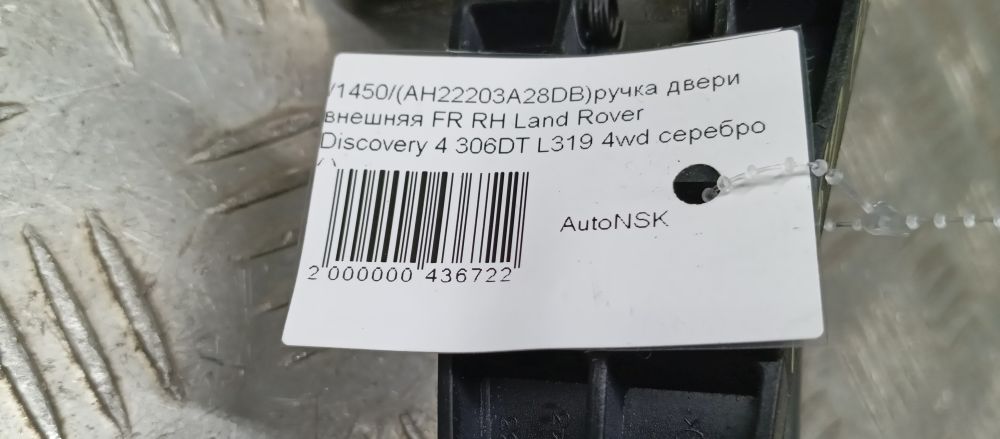 /1450/(AH22203A28DB)ручка двери
внешняя FR RH Land Rover
Discovery 4 306DT L319 4wd серебро
AutoNSK
2 000000 436722